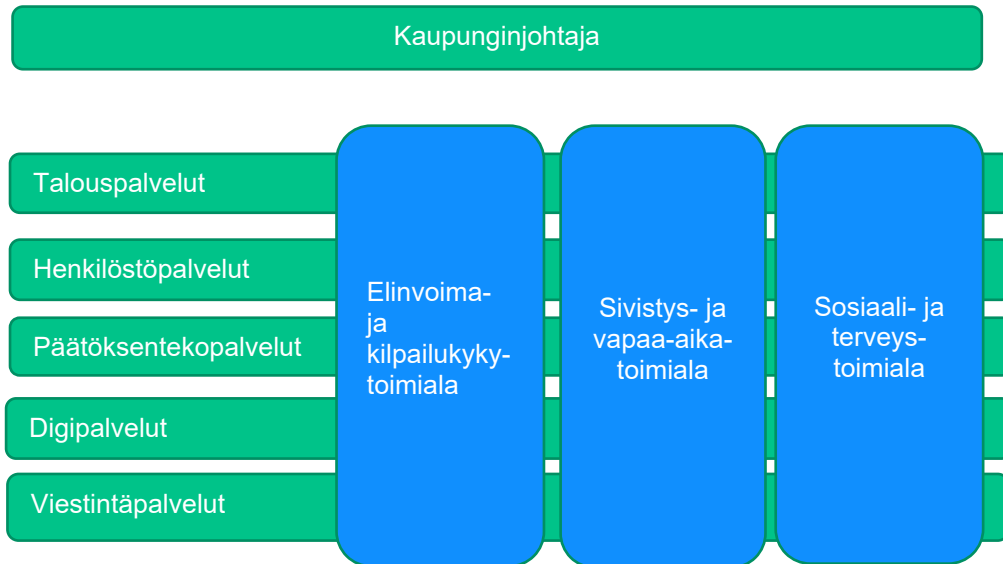 Kaupunginjohtaja
Talouspalvelut
Henkilöstöpalvelut
Päätöksentekopalvelut
Digipalvelut
Viestintäpalvelut
Elinvoima-
ja
kilpailukyky-
toimiala
Sivistys- ja
vapaa-aika-
toimiala
Sosiaali- ja
terveys-
toimiala